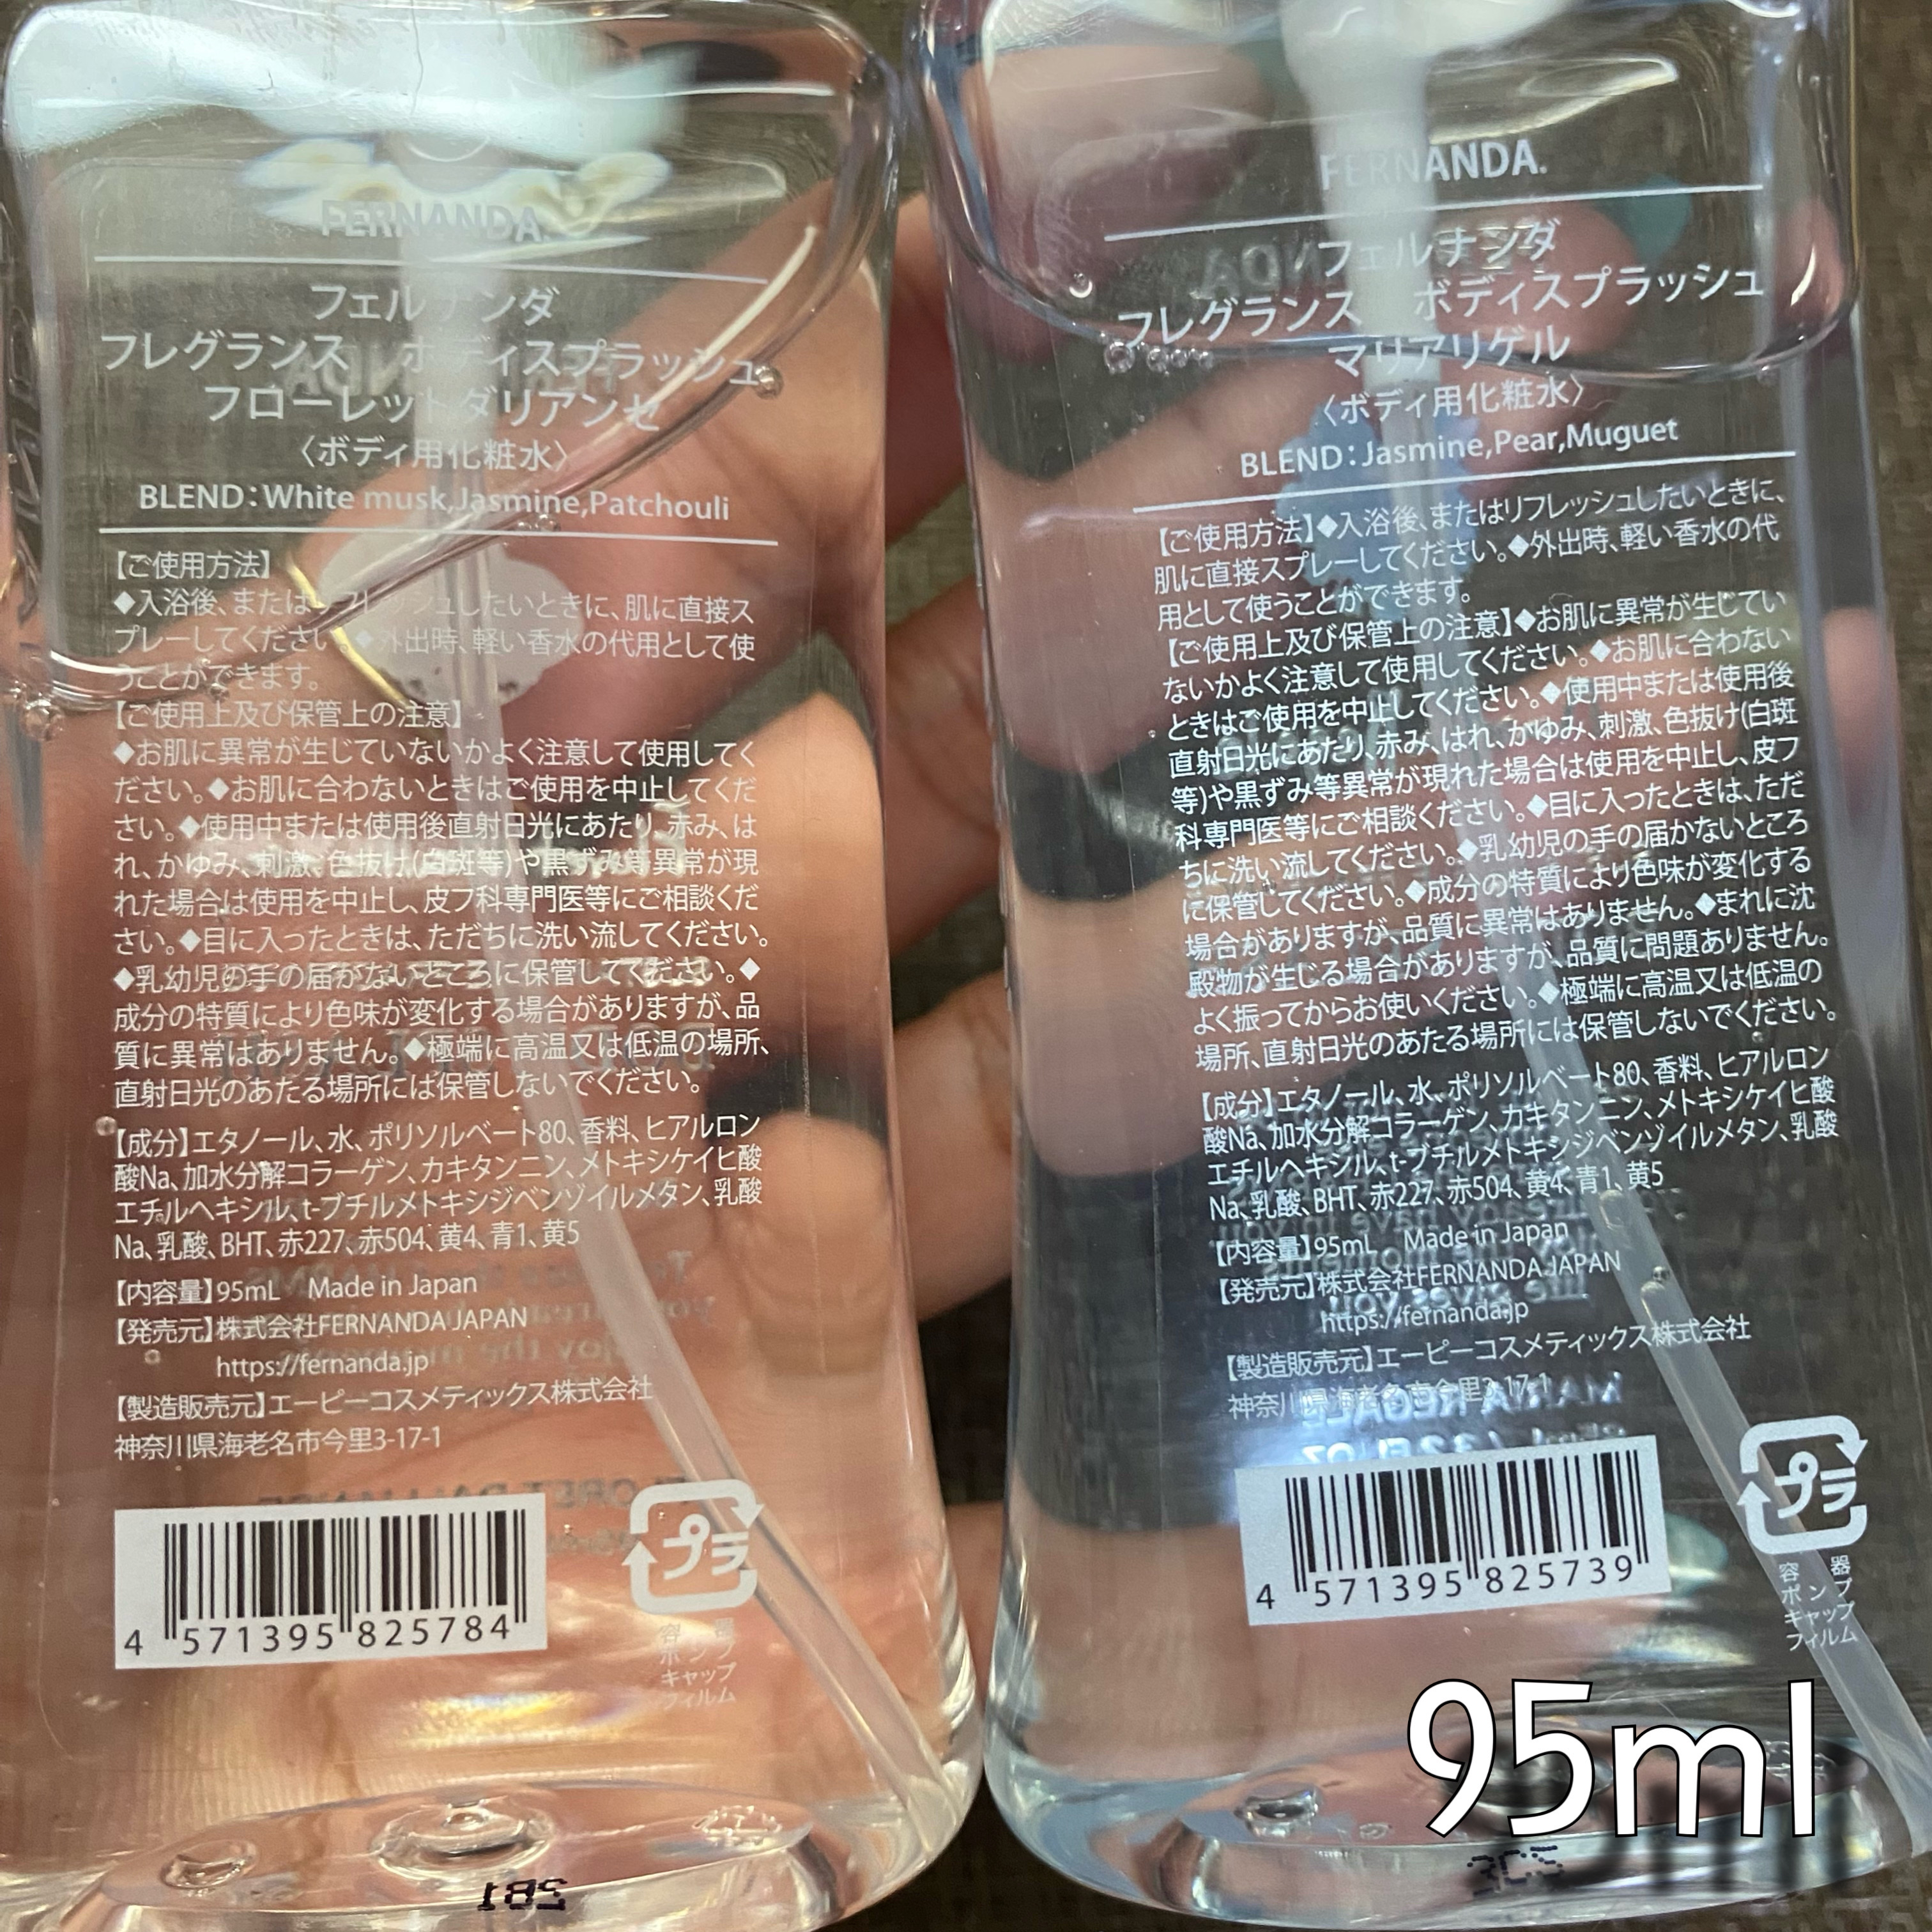 FERNANDA.
フェルナンダ
フレグランス ボディスプラッシュ
フローレットダリアンセ
〈ボディ用化粧水〉
BLEND：White musk,Jasmine,Patchouli
【ご使用方法】
◆入浴後、またはリフレッシュしたいときに、肌に直接ス
プレーしてください。◆外出時、軽い香水の代用として使
うことができます。
【ご使用上及び保管上の注意】
◆お肌に異常が生じていないかよく注意して使用してく
ださい。◆お肌に合わないときはご使用を中止してくだ
さい。◆使用中または使用後直射日光にあたり、赤み、は
れ、かゆみ、刺激、色抜け(白斑等)や黒ずみ等異常が現
れた場合は使用を中止し、皮フ科専門医等にご相談くだ
さい。◆目に入ったときは、ただちに洗い流してください。
◆乳幼児の手の届かないところに保管してください。◆
成分の特質により色味が変化する場合がありますが、品
質に異常はありません。◆極端に高温又は低温の場所、
直射日光のあたる場所には保管しないでください。
【成分】エタノール、水、ポリソルベート80、香料、ヒアルロン
酸Na、加水分解コラーゲン、カキタンニン、メトキシケイヒ酸
エチルヘキシル、t-ブチルメトキシジベンゾイルメタン、乳酸
Na、乳酸、BHT、赤227、赤504、黄4、青1、黄5
【内容量】95mL Made in Japan
【発売元】株式会社FERNANDA JAPAN
https://fernanda.jp
【製造販売元】エーピーコスメティックス株式会社
神奈川県海老名市今里3-17-1
4 571395 825784
プラ
容器
ポンプ
キャップ
フィルム
FERNANDA.
フェルナンダ
フレグランス ボディスプラッシュ
マリアリゲル
〈ボディ用化粧水〉
BLEND：Jasmine,Pear,Muguet
【ご使用方法】◆入浴後、またはリフレッシュしたいときに、
肌に直接スプレーしてください。◆外出時、軽い香水の代
用として使うことができます。
【ご使用上及び保管上の注意】◆お肌に異常が生じてい
ないかよく注意して使用してください。◆お肌に合わない
ときはご使用を中止してください。◆使用中または使用後
直射日光にあたり、赤み、はれ、かゆみ、刺激、色抜け(白斑
等)や黒ずみ等異常が現れた場合は使用を中止し、皮フ
科専門医等にご相談ください。◆目に入ったときは、ただ
ちに洗い流してください。◆乳幼児の手の届かないところ
に保管してください。◆成分の特質により色味が変化する
場合がありますが、品質に異常はありません。◆まれに沈
殿物が生じる場合がありますが、品質に問題ありません。
よく振ってからお使いください。◆極端に高温又は低温の
場所、直射日光のあたる場所には保管しないでください。
【成分】エタノール、水、ポリソルベート80、香料、ヒアルロン
酸Na、加水分解コラーゲン、カキタンニン、メトキシケイヒ酸
エチルヘキシル、t-ブチルメトキシジベンゾイルメタン、乳酸
Na、乳酸、BHT、赤227、赤504、黄4、青1、黄5
【内容量】95mL Made in Japan
【発売元】株式会社FERNANDA JAPAN
https://fernanda.jp
【製造販売元】エーピーコスメティックス株式会社
神奈川県海老名市今里3-17-1
4 571395 825739
プラ
容器
ポンプ
キャップ
フィルム
95ml